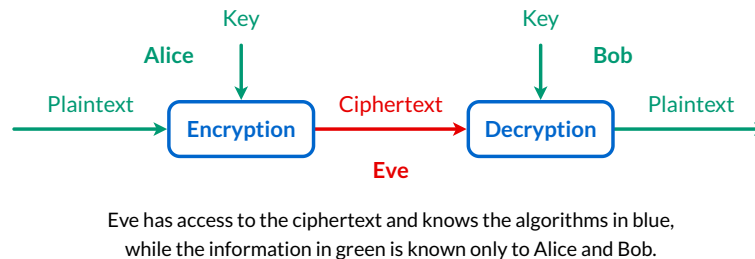 Key
Key
Alice
Bob
Plaintext
Ciphertext
Plaintext
Encryption
Decryption
Eve
Eve has access to the ciphertext and knows the algorithms in blue,
while the information in green is known only to Alice and Bob.